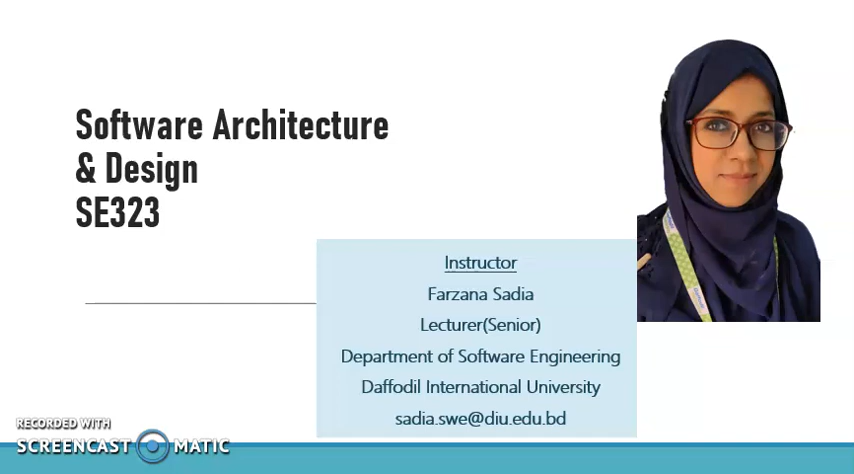 Software Architecture
& Design
SE323
Instructor
Farzana Sadia
Lecturer(Senior)
Department of Software Engineering
Daffodil International University
sadia.swe@diu.edu.bd
RECORDED WITH
SCREENCAST MATIC